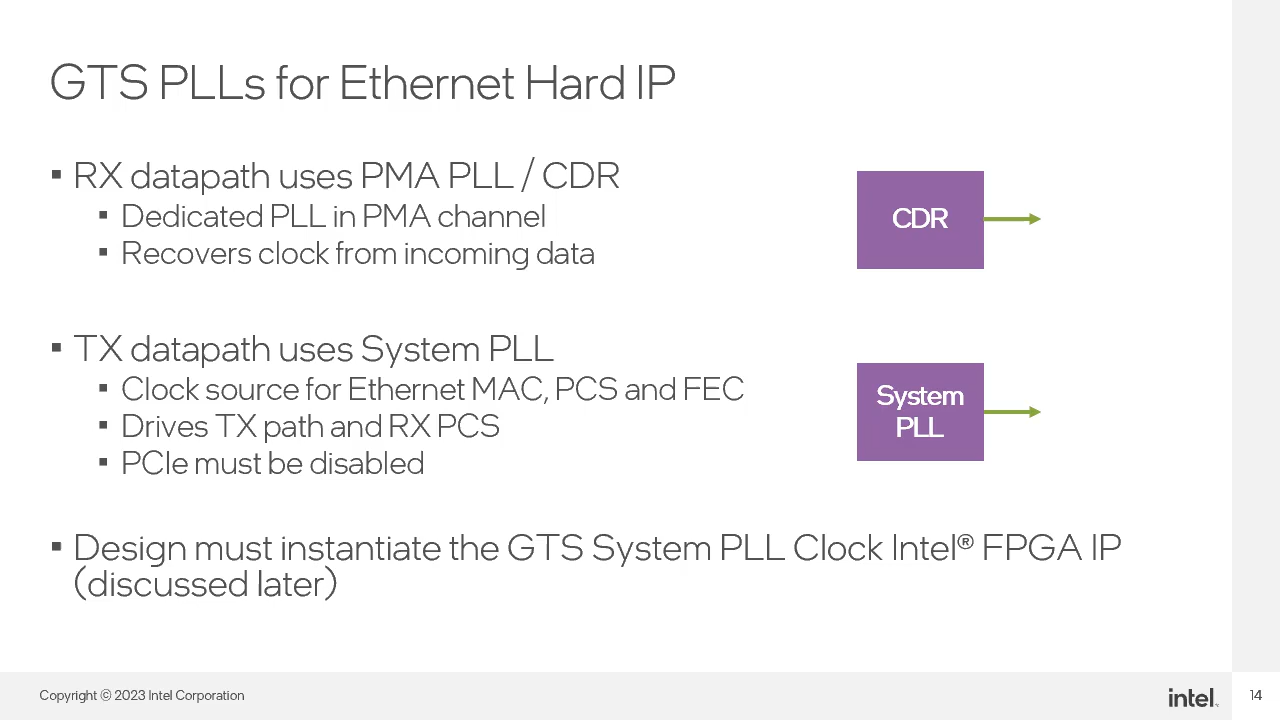 GTS PLLs for Ethernet Hard IP
▪ RX datapath uses PMA PLL / CDR
▪ Dedicated PLL in PMA channel
▪ Recovers clock from incoming data
CDR
▪ TX datapath uses System PLL
▪ Clock source for Ethernet MAC, PCS and FEC
▪ Drives TX path and RX PCS
▪ PCIe must be disabled
System
PLL
▪ Design must instantiate the GTS System PLL Clock Intel® FPGA IP
(discussed later)
Copyright © 2023 Intel Corporation
intel.
14